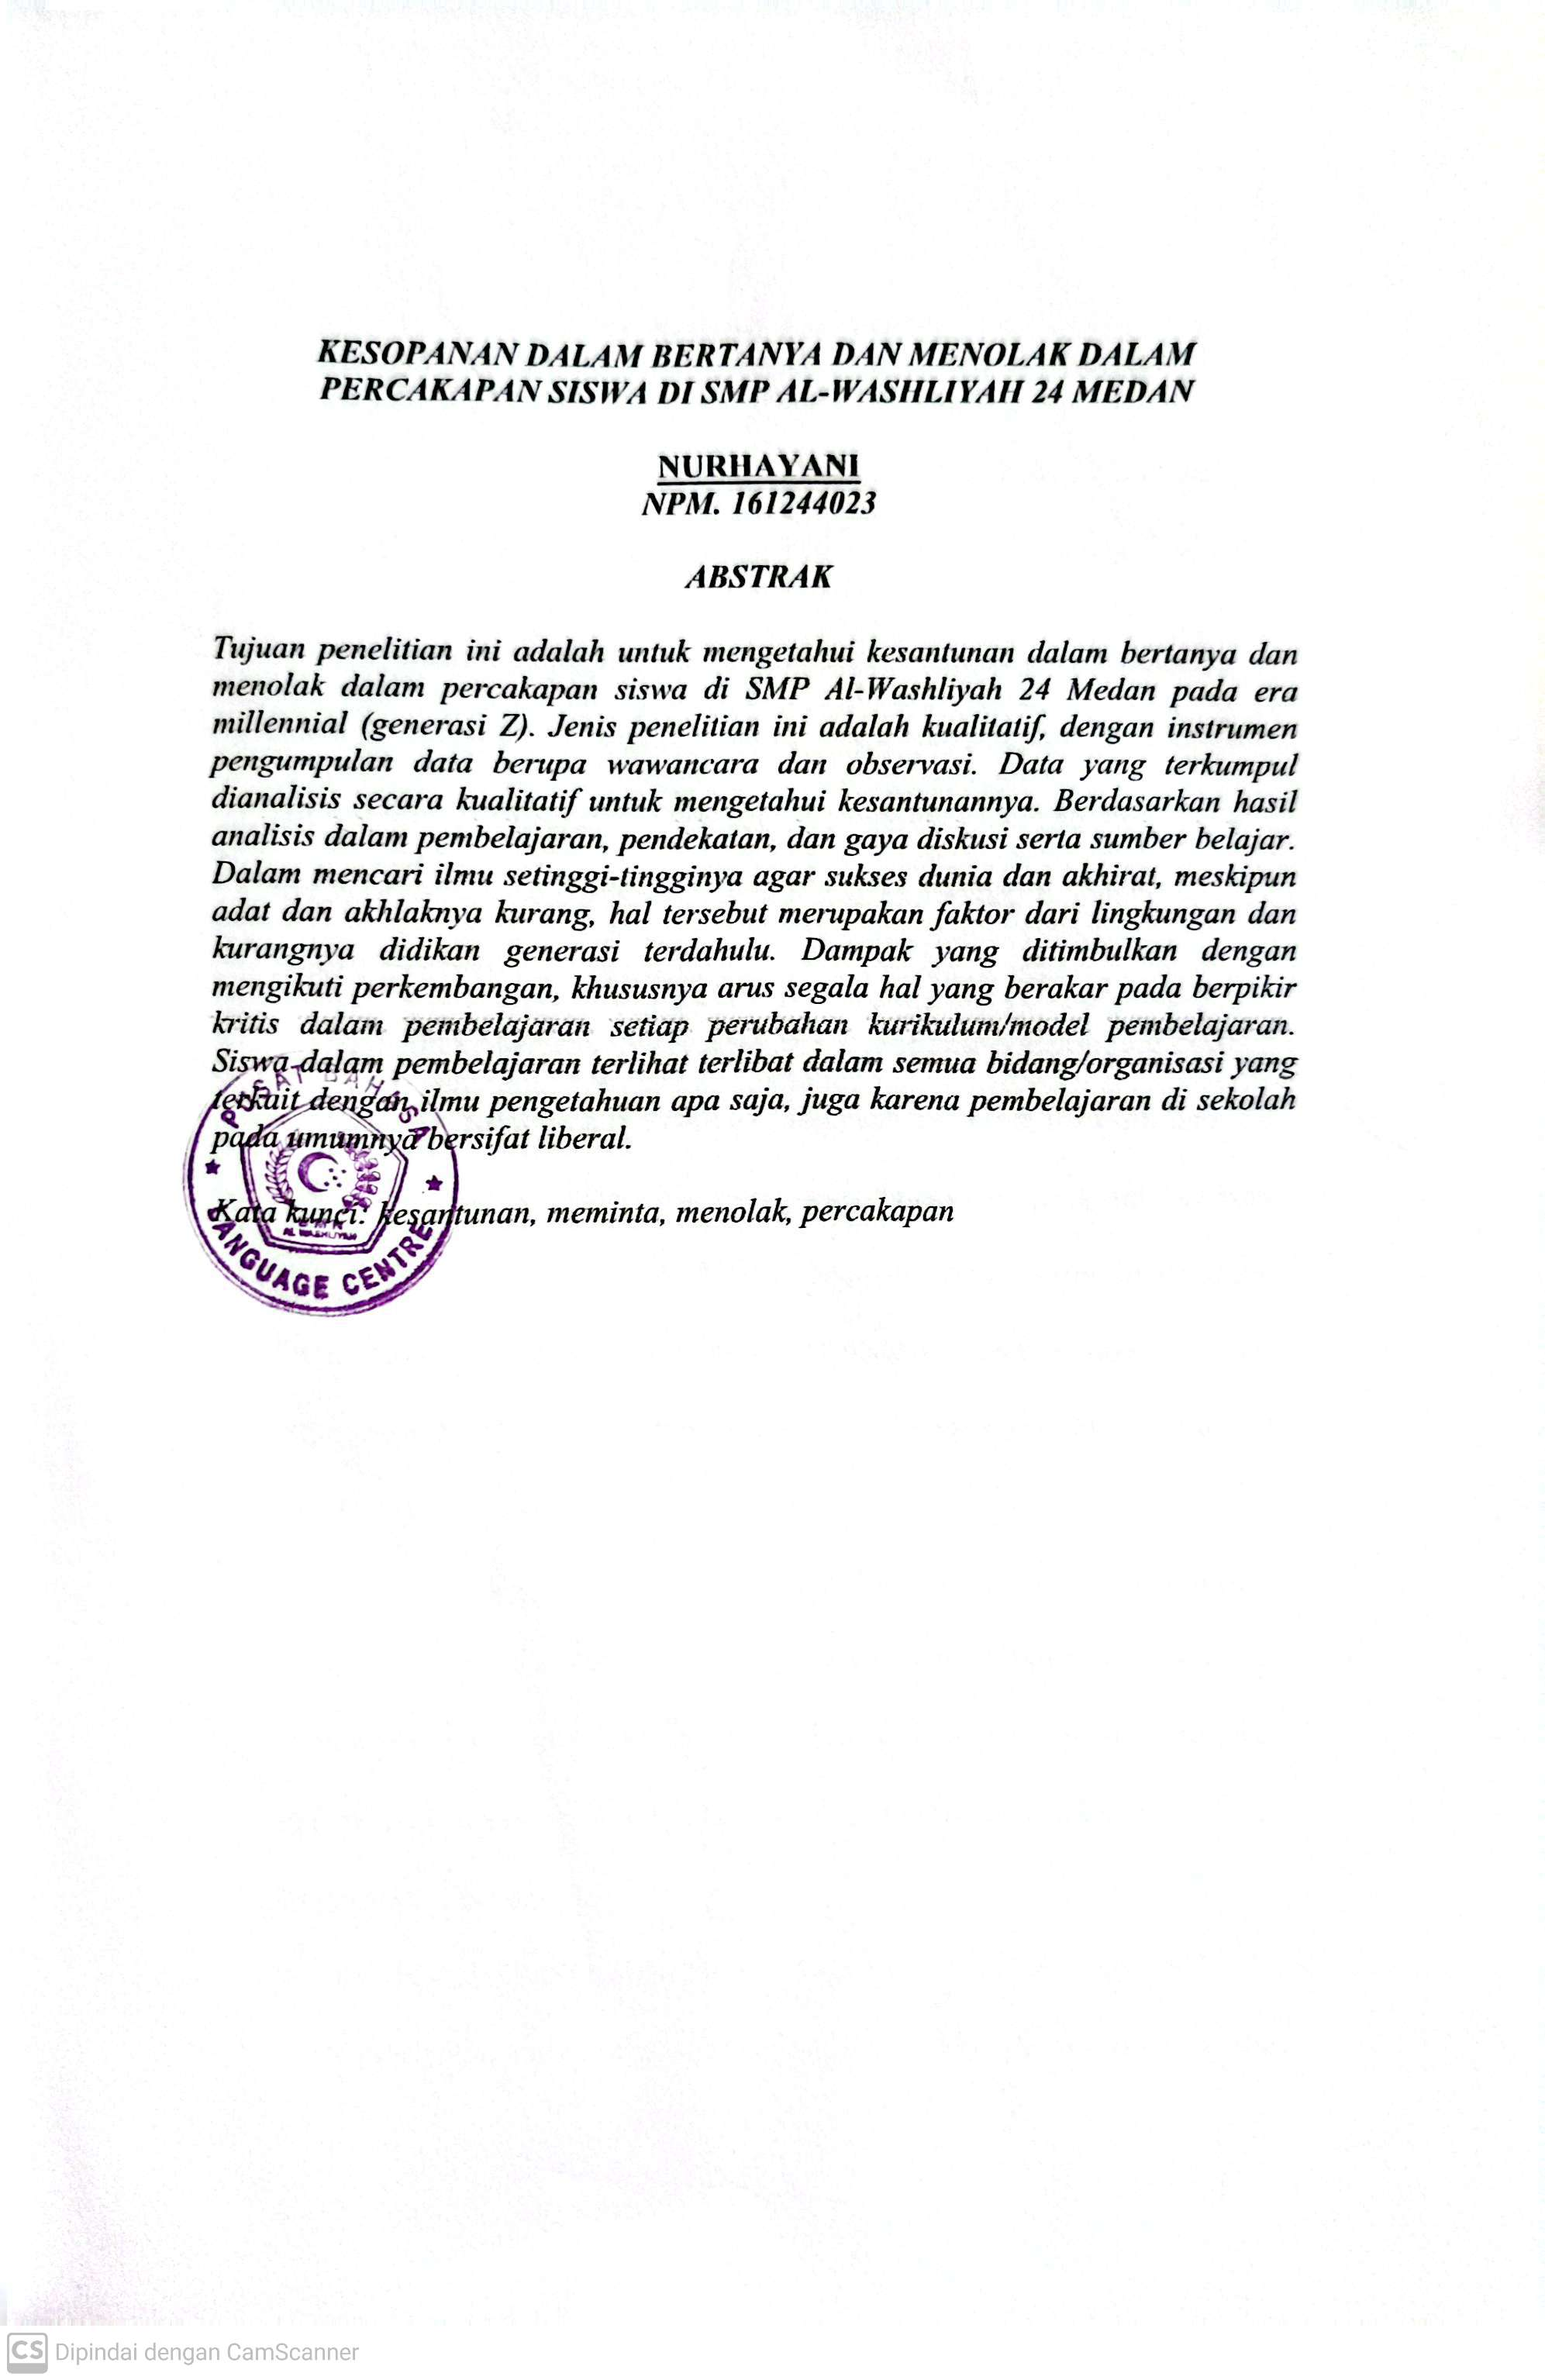 KESOPANAN DALAM BERTANYA DAN MENOLAK DALAM
PERCAKAPAN SISWA DI SMP AL-WASHLIYAH 24 MEDAN
NURHAYANI
NPM. 161244023
ABSTRAK
Tujuan penelitian ini adalah untuk mengetahui kesantunan dalam bertanya dan
menolak dalam percakapan siswa di SMP Al-Washliyah 24 Medan pada era
millennial (generasi Z). Jenis penelitian ini adalah kualitatif, dengan instrumen
pengumpulan data berupa wawancara dan observasi. Data yang terkumpul
dianalisis secara kualitatif untuk mengetahui kesantunannya. Berdasarkan hasil
analisis dalam pembelajaran, pendekatan, dan gaya diskusi serta sumber belajar.
Dalam mencari ilmu setinggi-tingginya agar sukses dunia dan akhirat, meskipun
adat dan akhlaknya kurang, hal tersebut merupakan faktor dari lingkungan dan
kurangnya didikan generasi terdahulu. Dampak yang ditimbulkan dengan
mengikuti perkembangan, khususnya arus segala hal yang berakar pada berpikir
kritis dalam pembelajaran setiap perubahan kurikulum/model pembelajaran.
Siswa dalam pembelajaran terlihat terlibat dalam semua bidang/organisasi yang
terkait dengan ilmu pengetahuan apa saja, juga karena pembelajaran di sekolah
pada umumnya bersifat liberal.
Kata kunci: kesantunan, meminta, menolak, percakapan
PUSAT BAHASA
AL WASHLIYAH
LANGUAGE CENTRE
CS Dipindai dengan CamScanner